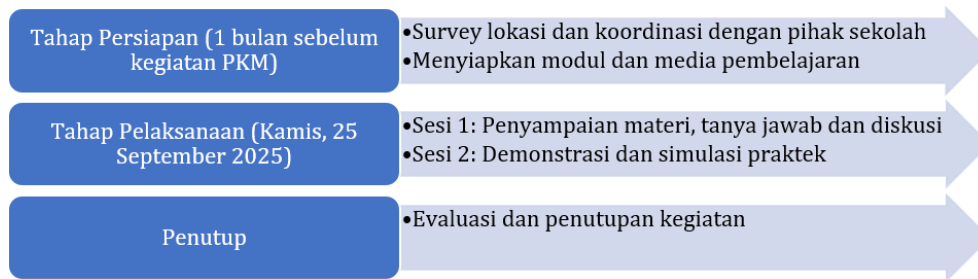 Tahap Persiapan (1 bulan sebelum
kegiatan PKM)
•Survey lokasi dan koordinasi dengan pihak sekolah
•Menyiapkan modul dan media pembelajaran
Tahap Pelaksanaan (Kamis, 25
September 2025)
•Sesi 1: Penyampaian materi, tanya jawab dan diskusi
•Sesi 2: Demonstrasi dan simulasi praktek
Penutup
•Evaluasi dan penutupan kegiatan